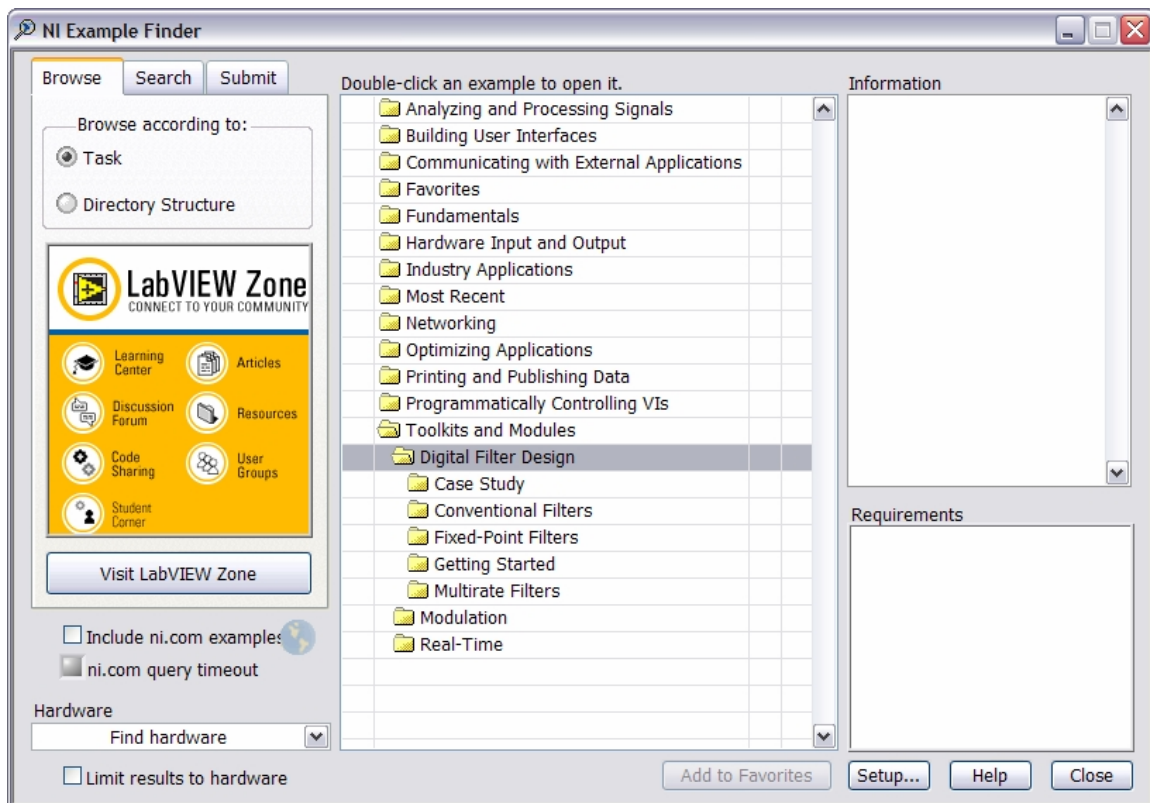 NI Example Finder
Browse
Search
Submit
Browse according to:
Task
Directory Structure
LabVIEW Zone
CONNECT TO YOUR COMMUNITY
Learning Center
Articles
Discussion Forum
Resources
Code Sharing
User Groups
Student Corner
Visit LabVIEW Zone
Include ni.com examples
ni.com query timeout
Hardware
Find hardware
Limit results to hardware
Double-click an example to open it.
Analyzing and Processing Signals
Building User Interfaces
Communicating with External Applications
Favorites
Fundamentals
Hardware Input and Output
Industry Applications
Most Recent
Networking
Optimizing Applications
Printing and Publishing Data
Programmatically Controlling VIs
Toolkits and Modules
Digital Filter Design
Case Study
Conventional Filters
Fixed-Point Filters
Getting Started
Multirate Filters
Modulation
Real-Time
Information
Requirements
Add to Favorites
Setup...
Help
Close